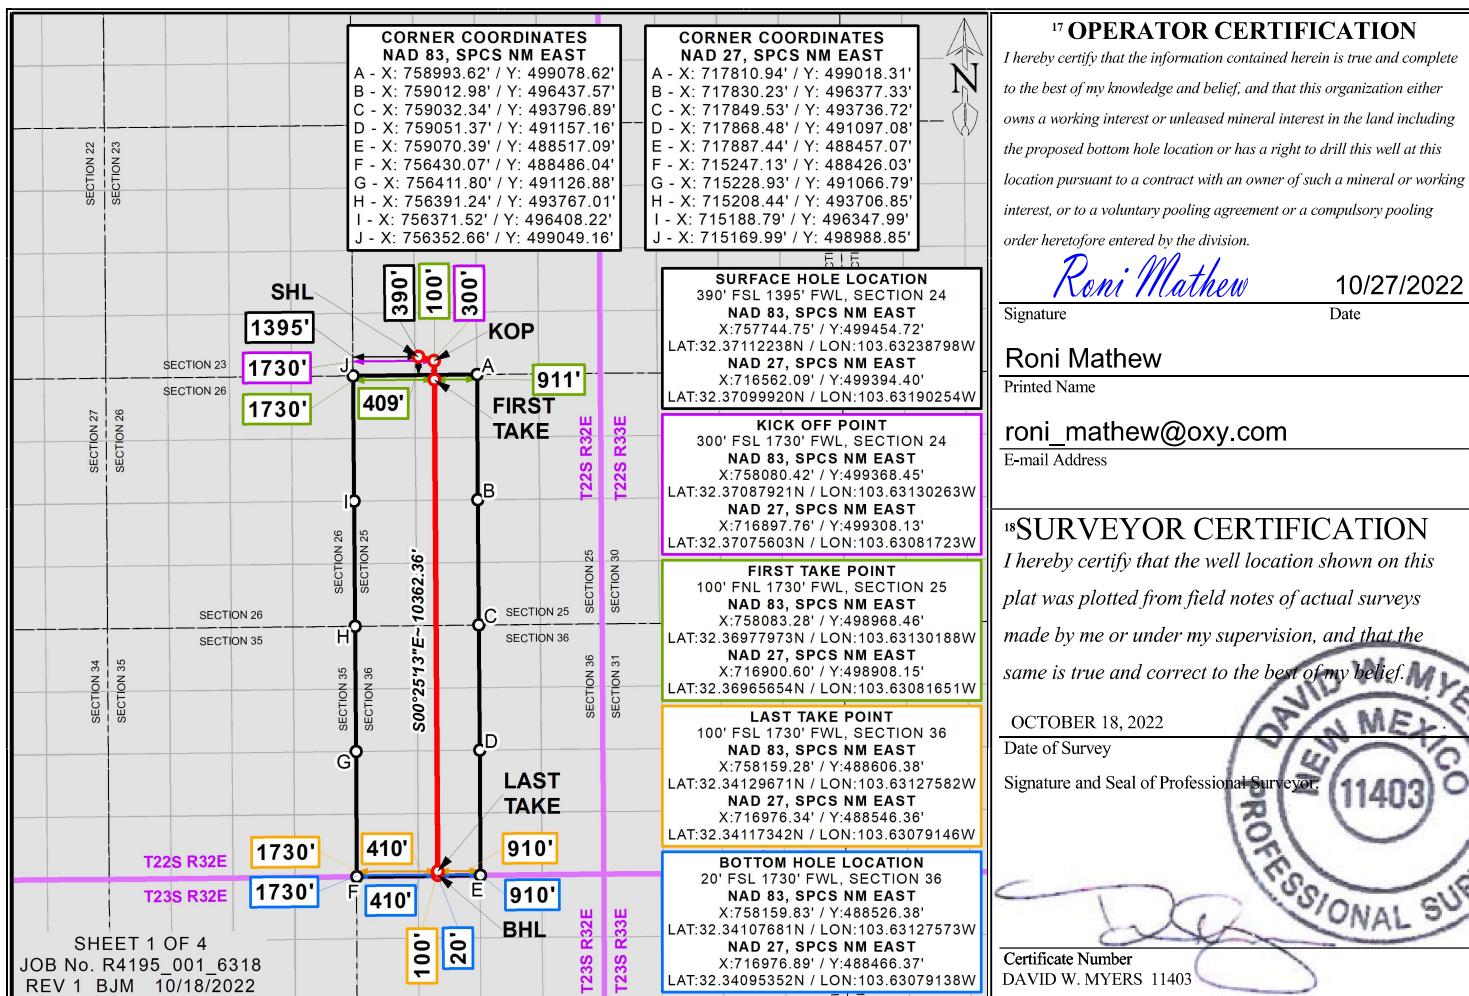 CORNER COORDINATES
NAD 83, SPCS NM EAST
A - X: 758993.62' / Y: 499078.62'
B - X: 759012.98' / Y: 496437.57'
C - X: 759032.34' / Y: 493796.89'
D - X: 759051.37' / Y: 491157.16'
E - X: 759070.39' / Y: 488517.09'
F - X: 756430.07' / Y: 488486.04'
G - X: 756411.80' / Y: 491126.88'
H - X: 756391.24' / Y: 493767.01'
I - X: 756371.52' / Y: 496408.22'
J - X: 756352.66' / Y: 499049.16'
CORNER COORDINATES
NAD 27, SPCS NM EAST
A - X: 717810.94' / Y: 499018.31'
B - X: 717830.23' / Y: 496377.33'
C - X: 717849.53' / Y: 493736.72'
D - X: 717868.48' / Y: 491097.08'
E - X: 717887.44' / Y: 488457.07'
F - X: 715247.13' / Y: 488426.03'
G - X: 715228.93' / Y: 491066.79'
H - X: 715208.44' / Y: 493706.85'
I - X: 715188.79' / Y: 496347.99'
J - X: 715169.99' / Y: 498988.85'
N
SECTION 22
SECTION 23
SHL
390'
100'
300'
KOP
1395'
1730'
1730'
409'
911'
SECTION 23
SECTION 26
J
A
FIRST
TAKE
SECTION 27
SECTION 26
T22S R32E
T22S R33E
I
B
SECTION 26
SECTION 25
S00°25'13"E~ 10362.36'
SECTION 25
SECTION 30
SECTION 26
SECTION 35
H
C
SECTION 25
SECTION 36
SECTION 34
SECTION 35
SECTION 35
SECTION 36
SECTION 36
SECTION 31
G
D
LAST
TAKE
T22S R32E
T23S R32E
1730'
410'
910'
1730'
410'
910'
F
E
100'
20'
BHL
T23S R32E
T23S R33E
SHEET 1 OF 4
JOB No. R4195_001_6318
REV 1 BJM 10/18/2022
SURFACE HOLE LOCATION
390' FSL 1395' FWL, SECTION 24
NAD 83, SPCS NM EAST
X:757744.75' / Y:499454.72'
LAT:32.37112238N / LON:103.63238798W
NAD 27, SPCS NM EAST
X:716562.09' / Y:499394.40'
LAT:32.37099920N / LON:103.63190254W
KICK OFF POINT
300' FSL 1730' FWL, SECTION 24
NAD 83, SPCS NM EAST
X:758080.42' / Y:499368.45'
LAT:32.37087921N / LON:103.63130263W
NAD 27, SPCS NM EAST
X:716897.76' / Y:499308.13'
LAT:32.37075603N / LON:103.63081723W
FIRST TAKE POINT
100' FNL 1730' FWL, SECTION 25
NAD 83, SPCS NM EAST
X:758083.28' / Y:498968.46'
LAT:32.36977973N / LON:103.63130188W
NAD 27, SPCS NM EAST
X:716900.60' / Y:498908.15'
LAT:32.36965654N / LON:103.63081651W
LAST TAKE POINT
100' FSL 1730' FWL, SECTION 36
NAD 83, SPCS NM EAST
X:758159.28' / Y:488606.38'
LAT:32.34129671N / LON:103.63127582W
NAD 27, SPCS NM EAST
X:716976.34' / Y:488546.36'
LAT:32.34117342N / LON:103.63079146W
BOTTOM HOLE LOCATION
20' FSL 1730' FWL, SECTION 36
NAD 83, SPCS NM EAST
X:758159.83' / Y:488526.38'
LAT:32.34107681N / LON:103.63127573W
NAD 27, SPCS NM EAST
X:716976.89' / Y:488466.37'
LAT:32.34095352N / LON:103.63079138W
17 OPERATOR CERTIFICATION
I hereby certify that the information contained herein is true and complete
to the best of my knowledge and belief, and that this organization either
owns a working interest or unleased mineral interest in the land including
the proposed bottom hole location or has a right to drill this well at this
location pursuant to a contract with an owner of such a mineral or working
interest, or to a voluntary pooling agreement or a compulsory pooling
order heretofore entered by the division.
Roni Mathew 10/27/2022
Signature Date
Roni Mathew
Printed Name
roni_mathew@oxy.com
E-mail Address
18 SURVEYOR CERTIFICATION
I hereby certify that the well location shown on this
plat was plotted from field notes of actual surveys
made by me or under my supervision, and that the
same is true and correct to the best of my belief.
OCTOBER 18, 2022
Date of Survey
Signature and Seal of Professional Surveyor:
DAVID W. MYE
NEW MEXICO
11403
PROFESSIONAL SU
Certificate Number
DAVID W. MYERS 11403